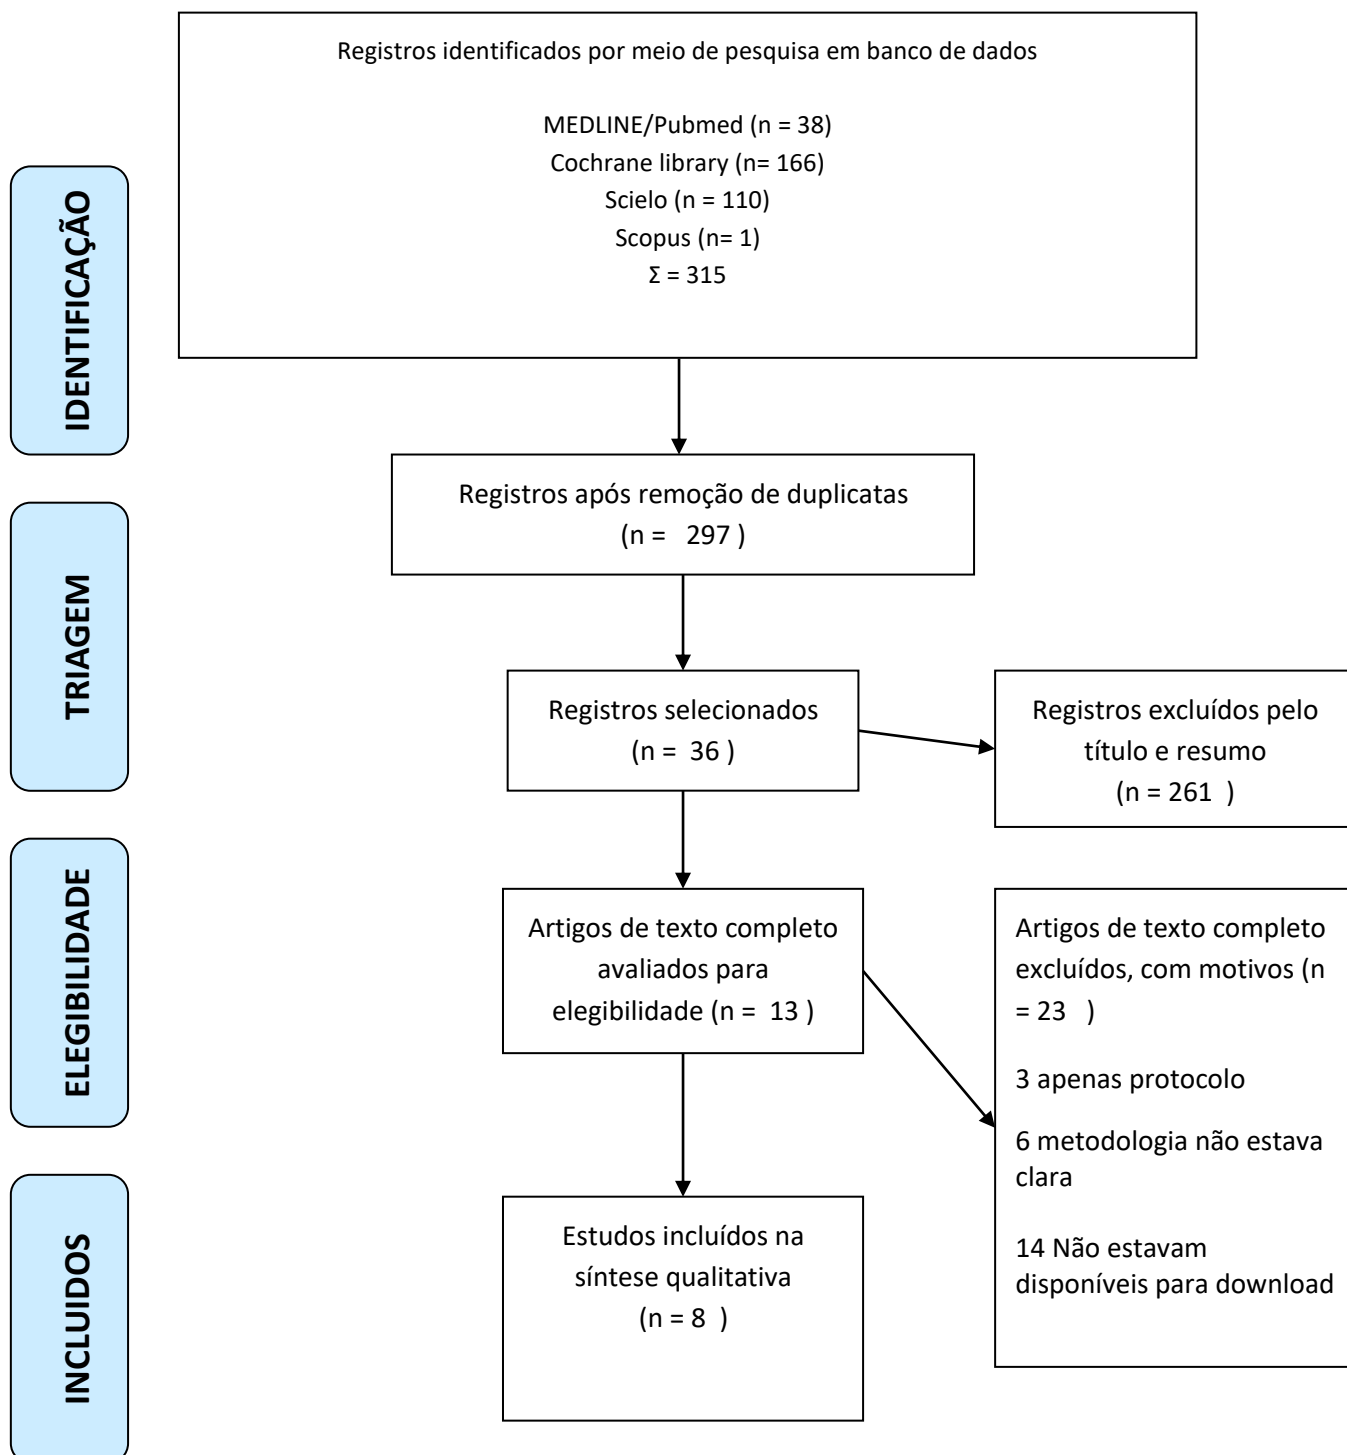 Registros identificados por meio de pesquisa em banco de dados
MEDLINE/Pubmed (n = 38)
Cochrane library (n= 166)
Scielo (n = 110)
Scopus (n= 1)
Σ = 315
IDENTIFICAÇÃO
Registros após remoção de duplicatas
(n = 297 )
TRIAGEM
Registros selecionados
(n = 36 )
Registros excluídos pelo
título e resumo
(n = 261 )
ELEGIBILIDADE
Artigos de texto completo
avaliados para
elegibilidade (n = 13 )
Artigos de texto completo
excluídos, com motivos (n
= 23 )
3 apenas protocolo
6 metodologia não estava
clara
14 Não estavam
disponíveis para download
INCLUIDOS
Estudos incluídos na
síntese qualitativa
(n = 8 )